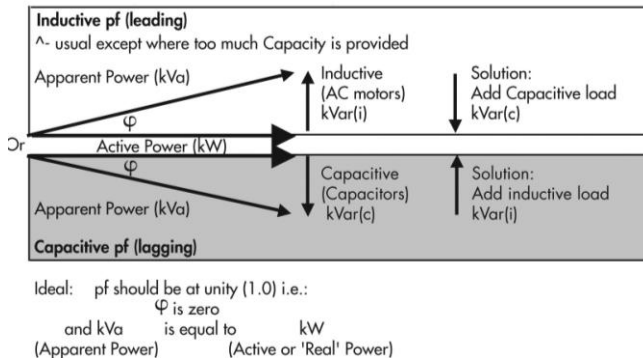 Inductive pf (leading)
^- usual except where too much Capacity is provided
Apparent Power (kVa)
φ
Inductive
(AC motors)
kVar(i)
Solution:
Add Capacitive load
kVar(c)
Or
Active Power (kW)
φ
Apparent Power (kVa)
Capacitive
(Capacitors)
kVar(c)
Solution:
Add inductive load
kVar(i)
Capacitive pf (lagging)
Ideal: pf should be at unity (1.0) i.e.:
φ is zero
and kVa is equal to kW
(Apparent Power) (Active or 'Real' Power)